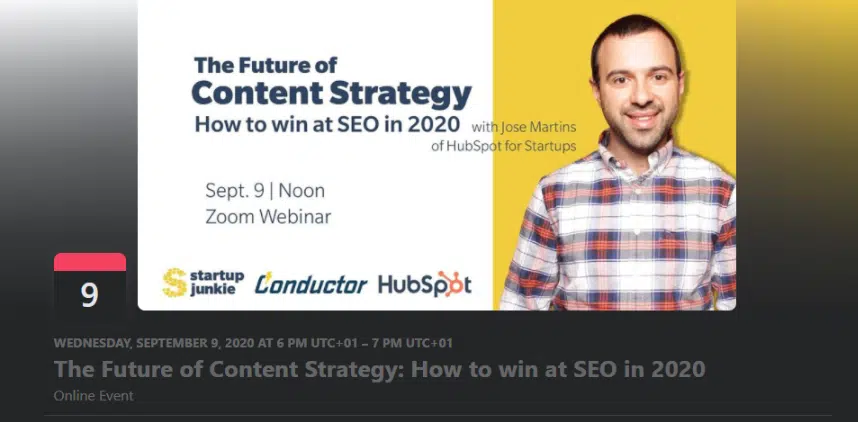 The Future of
Content Strategy
How to win at SEO in 2020 with Jose Martins
of HubSpot for Startups
Sept. 9 | Noon
Zoom Webinar
startup
junkie
Conductor
HubSpot
9
WEDNESDAY, SEPTEMBER 9, 2020 AT 6 PM UTC+01 – 7 PM UTC+01
The Future of Content Strategy: How to win at SEO in 2020
Online Event